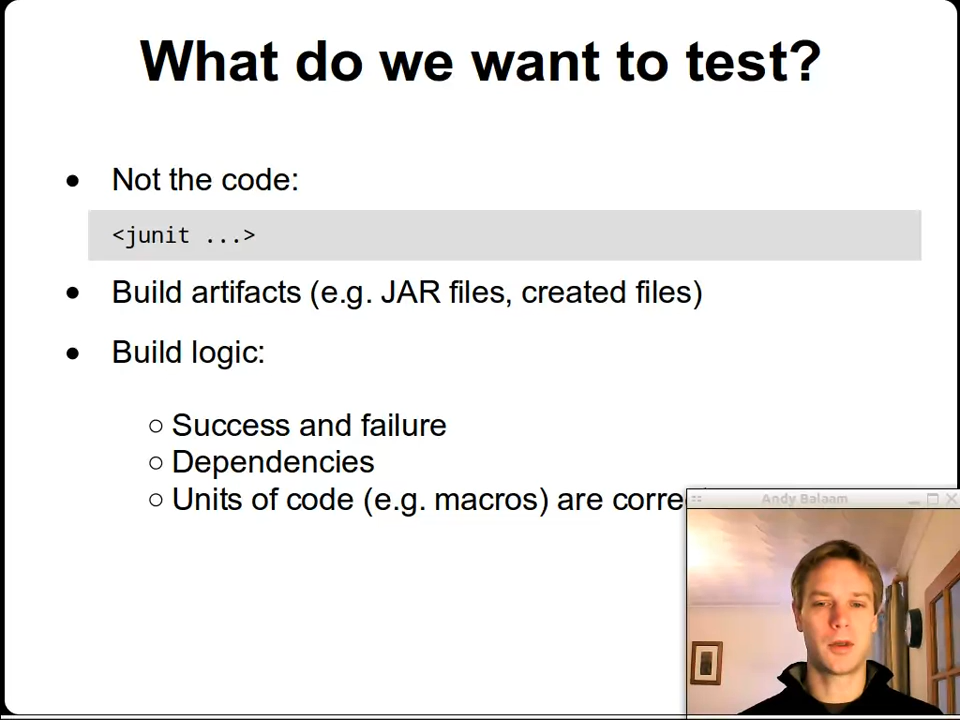 What do we want to test?
● Not the code:
<junit ...>
● Build artifacts (e.g. JAR files, created files)
● Build logic:
○ Success and failure
○ Dependencies
○ Units of code (e.g. macros) are corre
Andy Balaam